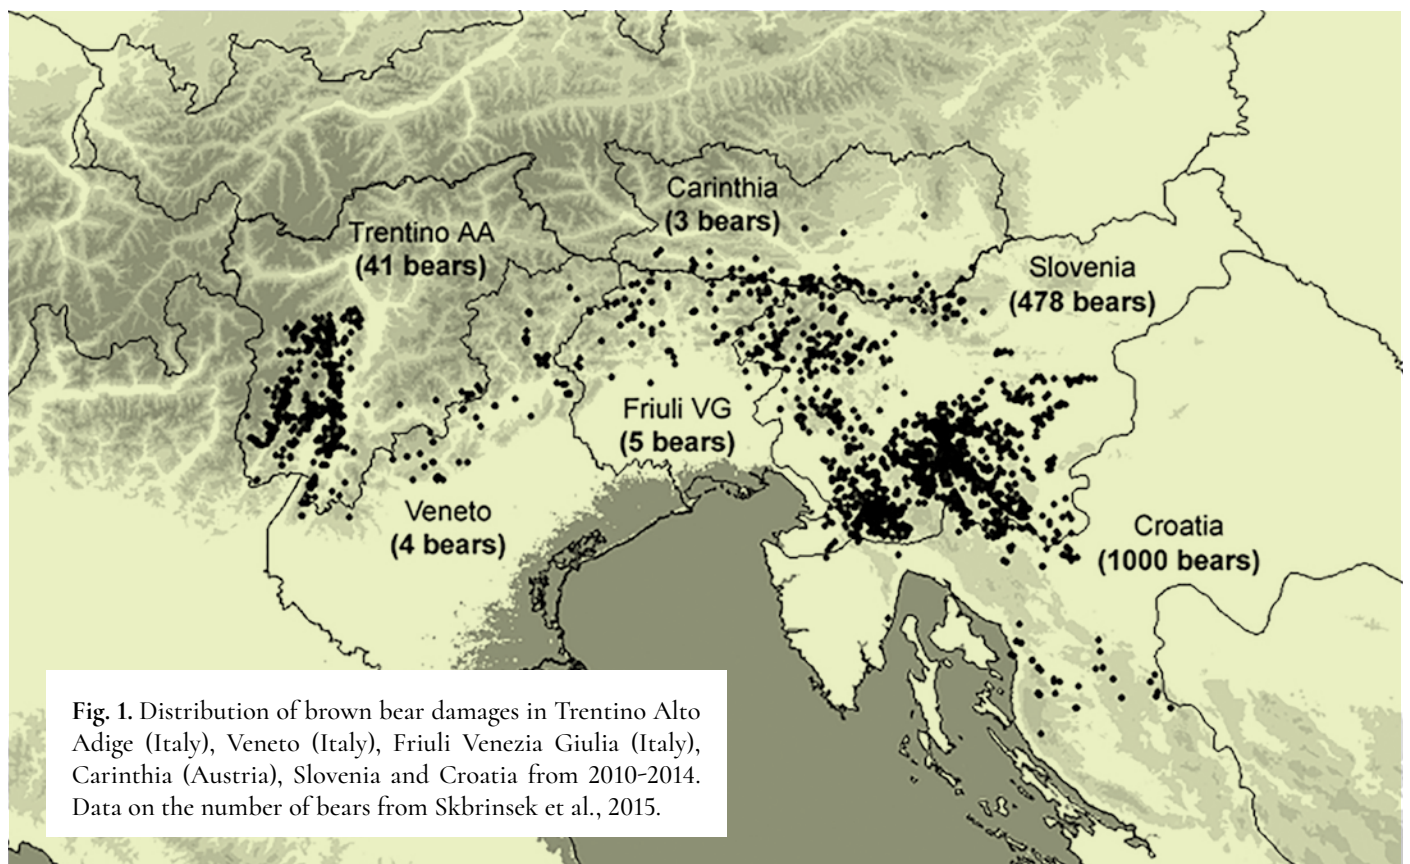 Carinthia
(3 bears)
Trentino AA
(41 bears)
Slovenia
(478 bears)
Friuli VG
(5 bears)
Veneto
(4 bears)
Croatia
(1000 bears)
Fig. 1. Distribution of brown bear damages in Trentino Alto
Adige (Italy), Veneto (Italy), Friuli Venezia Giulia (Italy),
Carinthia (Austria), Slovenia and Croatia from 2010-2014.
Data on the number of bears from Skbrinsek et al., 2015.